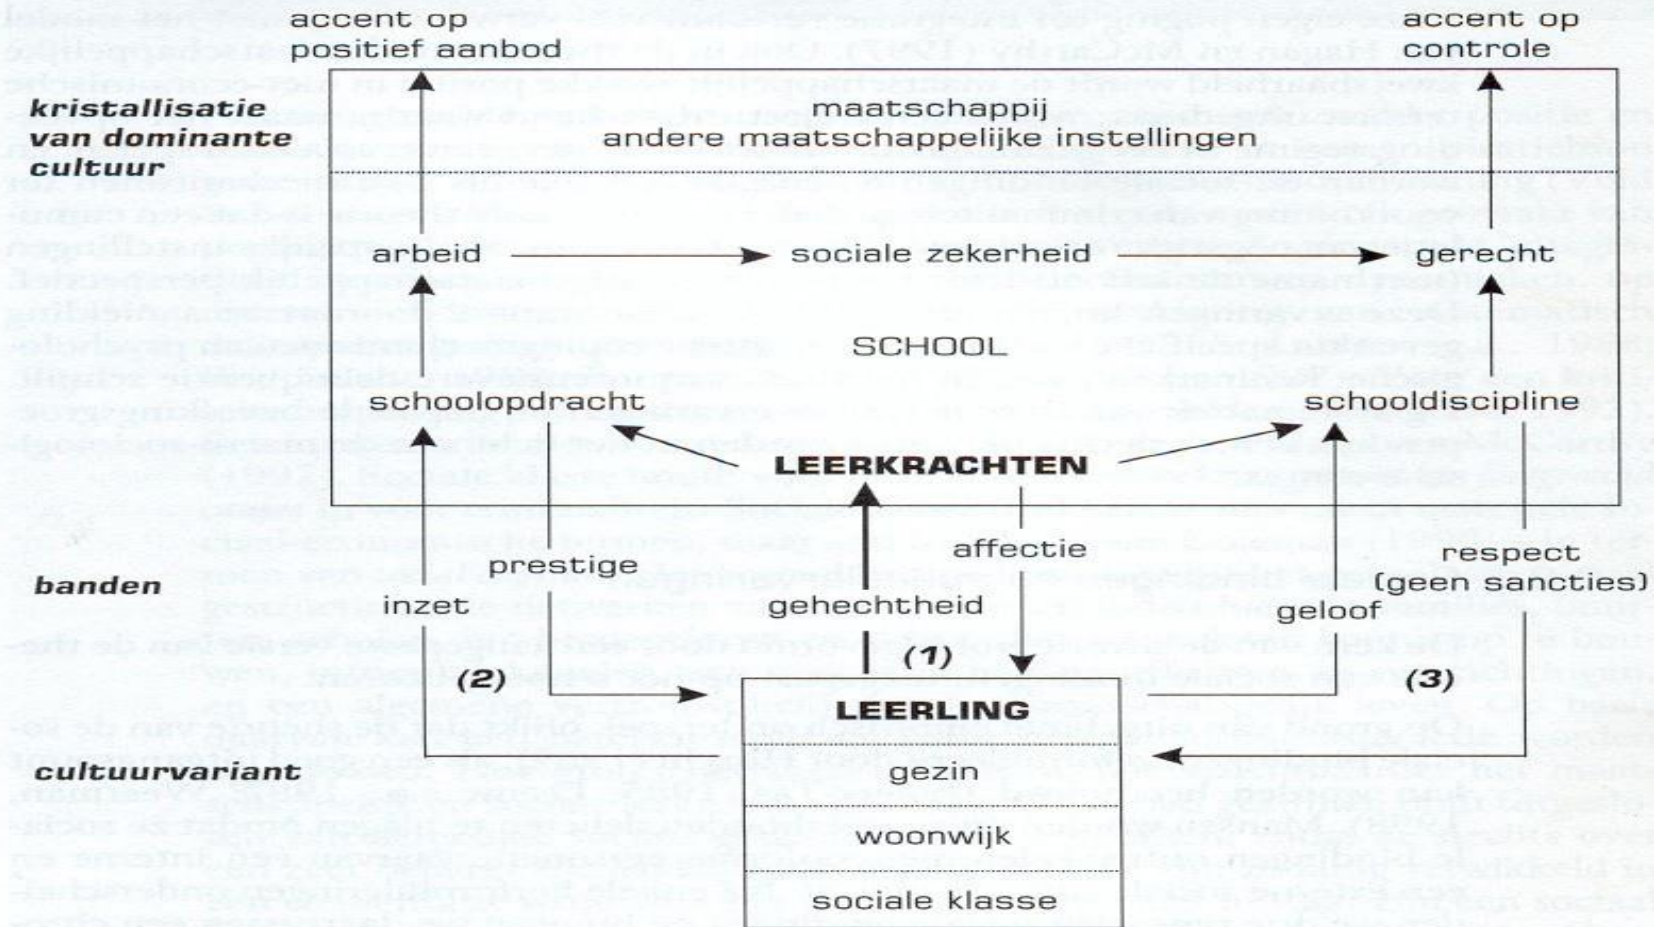 accent op
positief aanbod
accent op
controle
kristallisatie
van dominante
cultuur
maatschappij
andere maatschappelijke instellingen
arbeid
sociale zekerheid
gerecht
SCHOOL
schoolopdracht
schooldiscipline
LEERKRACHTEN
banden
prestige
inzet
affectie
gehechtheid
respect
(geen sancties)
geloof
(1)
(2)
(3)
LEERLING
cultuurvariant
gezin
woonwijk
sociale klasse